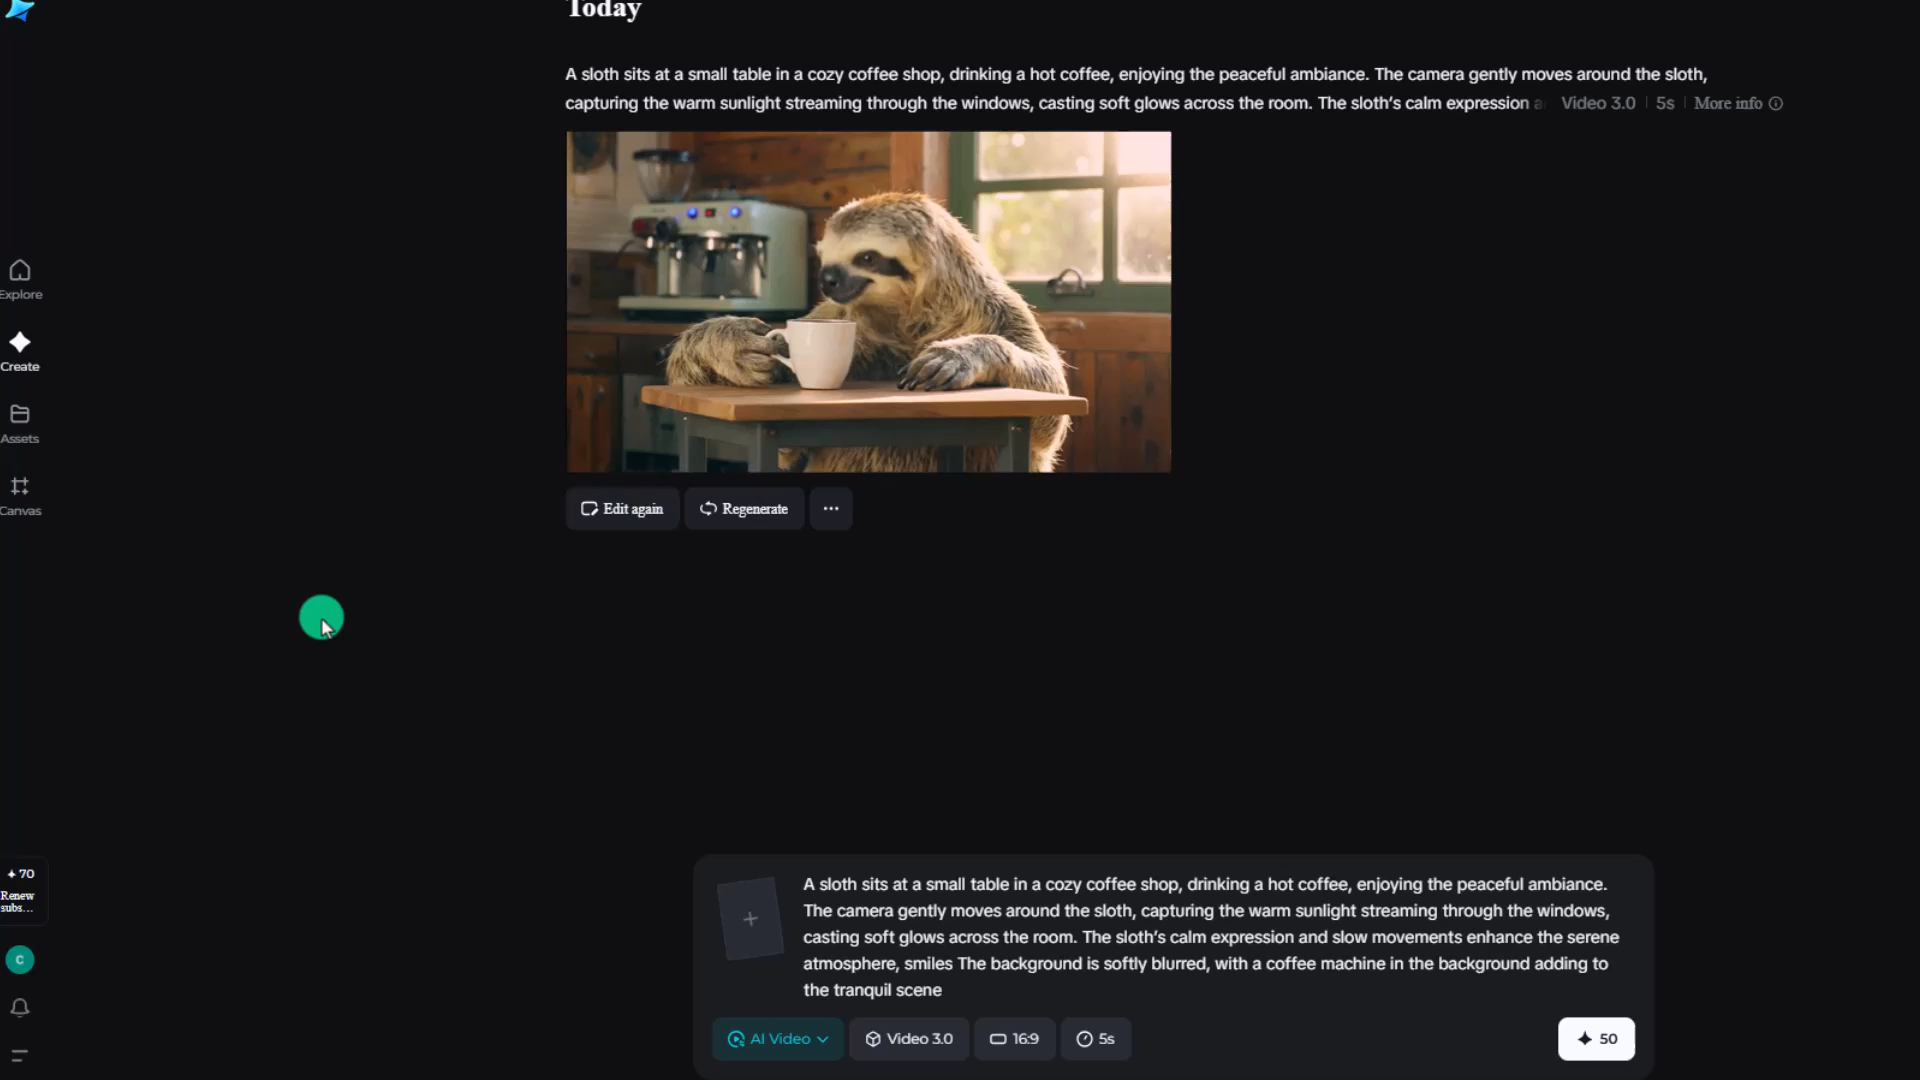 Today
A sloth sits at a small table in a cozy coffee shop, drinking a hot coffee, enjoying the peaceful ambiance. The camera gently moves around the sloth,
capturing the warm sunlight streaming through the windows, casting soft glows across the room. The sloth's calm expression a Video 3.0 | 5s | More info
Edit again Regenerate ...
Explore
Create
Assets
Canvas
70
Renew
subs...
C
A sloth sits at a small table in a cozy coffee shop, drinking a hot coffee, enjoying the peaceful ambiance.
The camera gently moves around the sloth, capturing the warm sunlight streaming through the windows,
casting soft glows across the room. The sloth's calm expression and slow movements enhance the serene
atmosphere, smiles The background is softly blurred, with a coffee machine in the background adding to
the tranquil scene
AI Video Video 3.0 16:9 5s 50